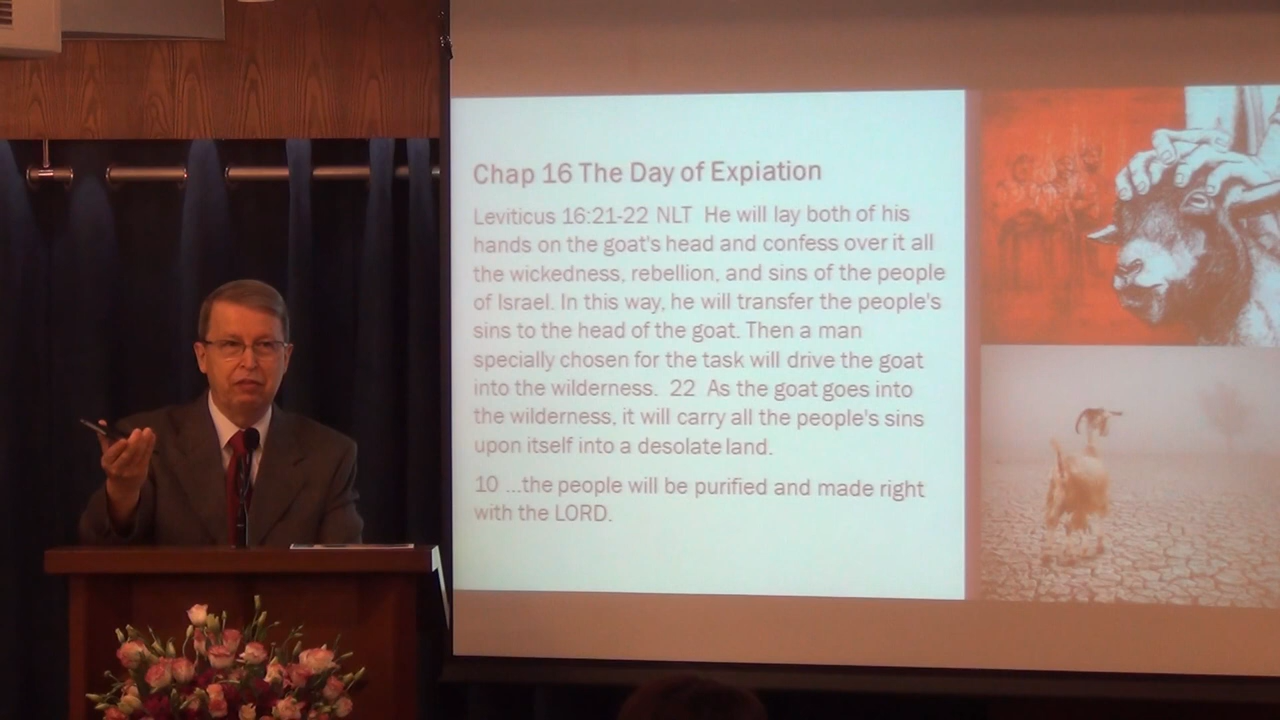 Chap 16 The Day of Expiation
Leviticus 16:21-22 NLT He will lay both of his
hands on the goat's head and confess over it all
the wickedness, rebellion, and sins of the people
of Israel. In this way, he will transfer the people's
sins to the head of the goat. Then a man
specially chosen for the task will drive the goat
into the wilderness. 22 As the goat goes into
the wilderness, it will carry all the people's sins
upon itself into a desolate land.
10 ...the people will be purified and made right
with the LORD.